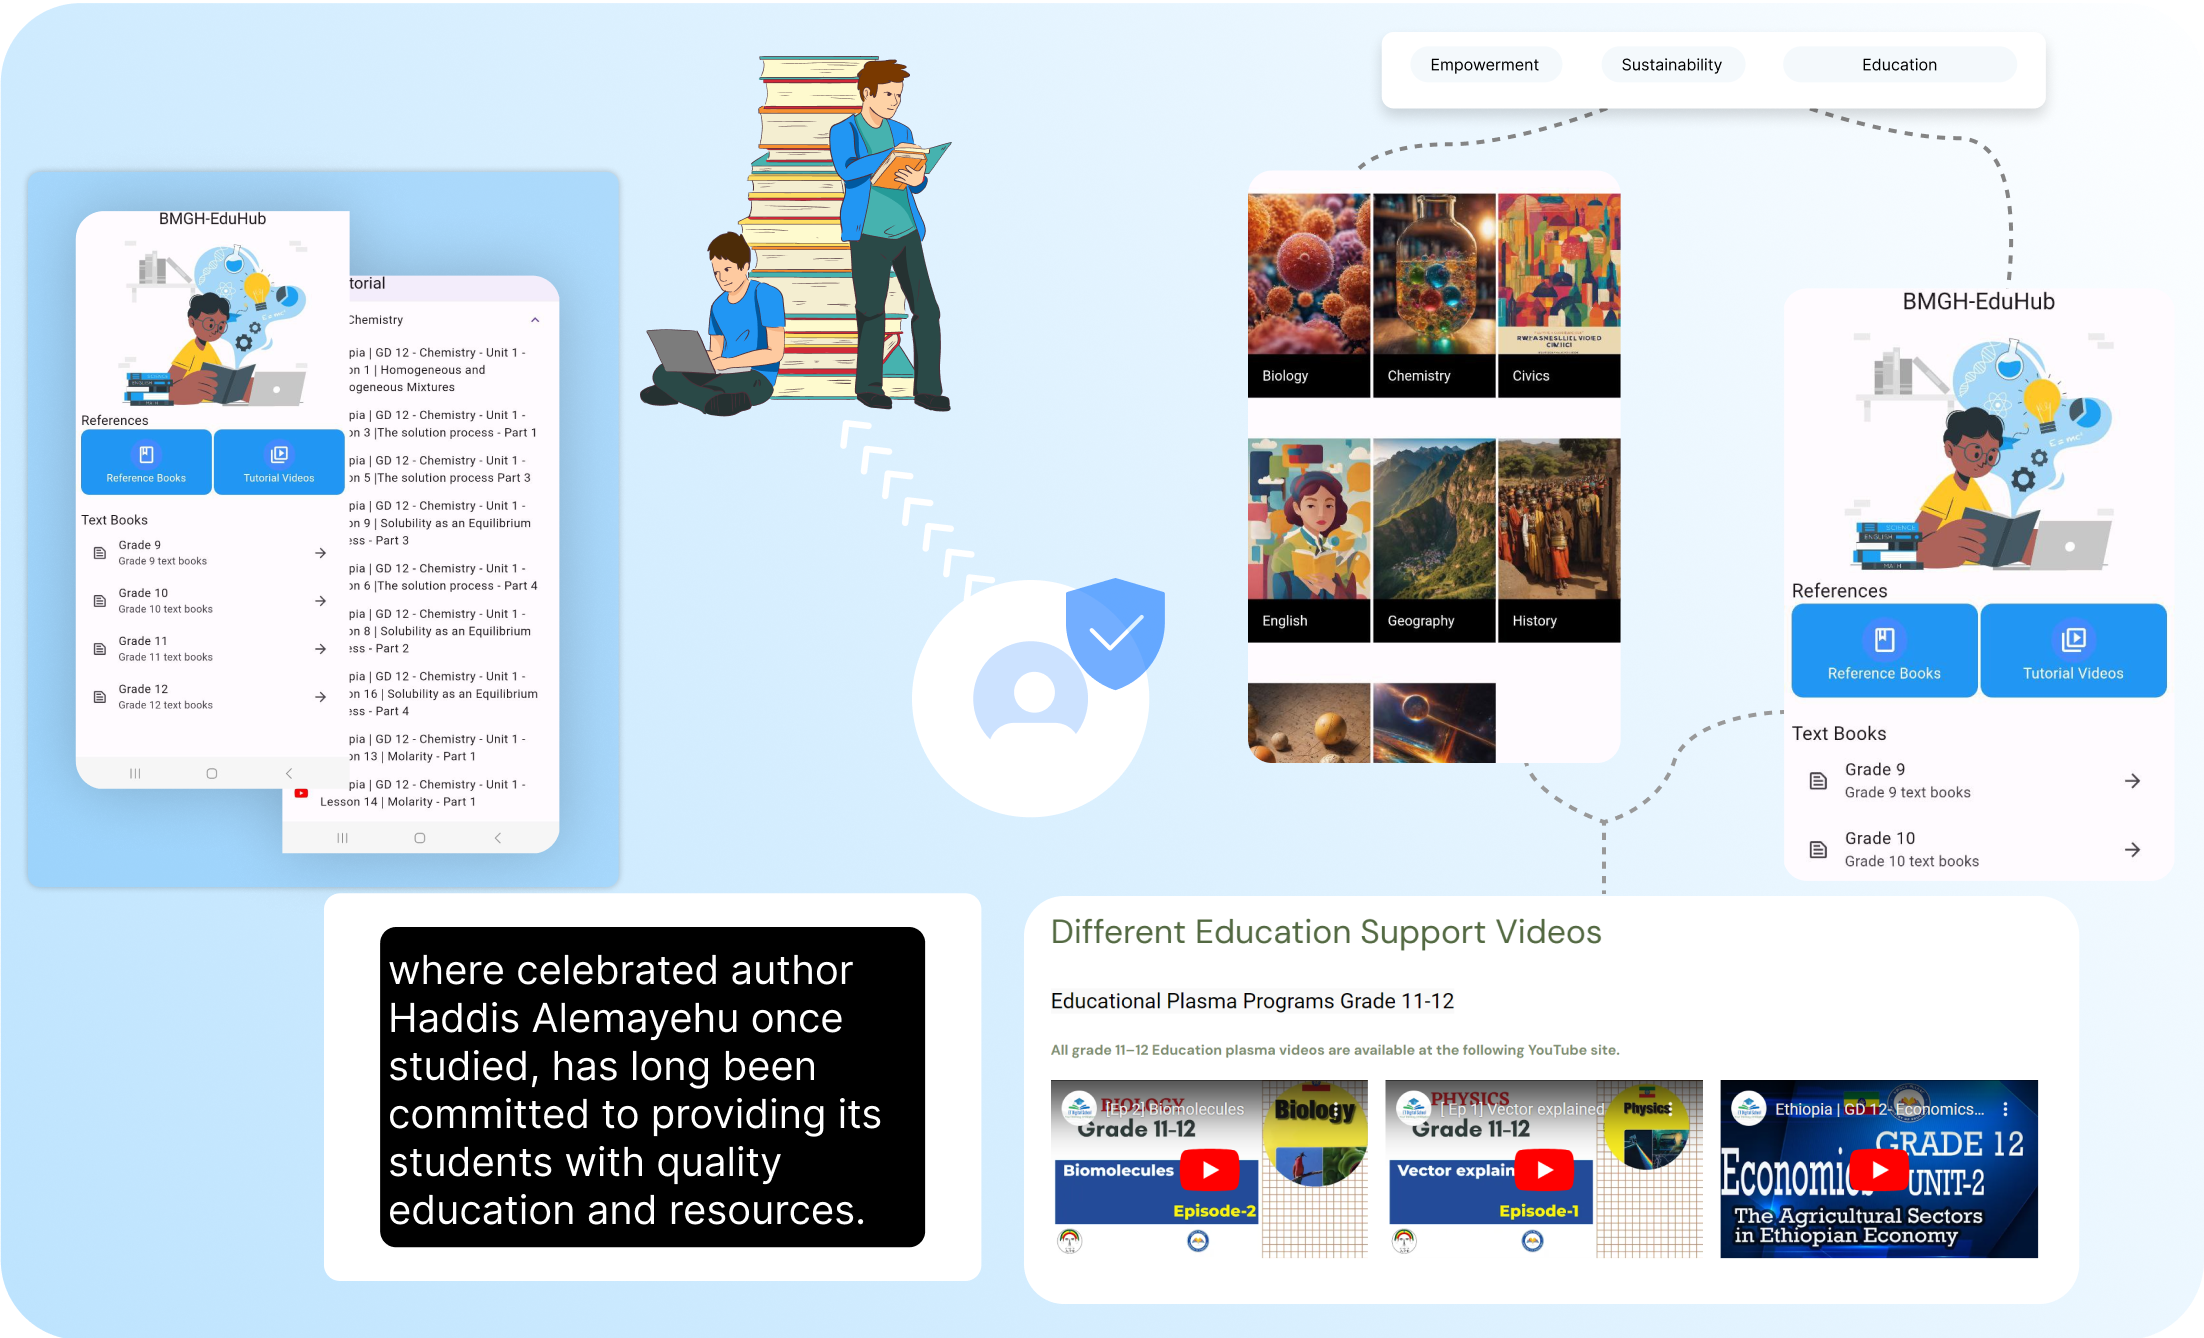 Empowerment
Sustainability
Education
BMGH-EduHub
References
Reference Books
Tutorial Videos
Text Books
Grade 9
Grade 9 text books
Grade 10
Grade 10 text books
Grade 11
Grade 11 text books
Grade 12
Grade 12 text books
torial
Chemistry
pia | GD 12 - Chemistry - Unit 1 -
on 1 | Homogeneous and
ogeneous Mixtures
pia | GD 12 - Chemistry - Unit 1 -
on 3 |The solution process - Part 1
pia | GD 12 - Chemistry - Unit 1 -
on 5 |The solution process Part 3
pia | GD 12 - Chemistry - Unit 1 -
on 9 | Solubility as an Equilibrium
ess - Part 3
pia | GD 12 - Chemistry - Unit 1 -
on 6 |The solution process - Part 4
pia | GD 12 - Chemistry - Unit 1 -
on 8 | Solubility as an Equilibrium
ess - Part 2
pia | GD 12 - Chemistry - Unit 1 -
on 16 | Solubility as an Equilibrium
ess - Part 4
pia | GD 12 - Chemistry - Unit 1 -
on 13 | Molarity - Part 1
pia | GD 12 - Chemistry - Unit 1 -
Lesson 14 | Molarity - Part 1
Biology
Chemistry
Civics
English
Geography
History
BMGH-EduHub
E=mc²
SCIENCE
ENGLISH
MATH
References
Reference Books
Tutorial Videos
Text Books
Grade 9
Grade 9 text books
Grade 10
Grade 10 text books
where celebrated author
Haddis Alemayehu once
studied, has long been
committed to providing its
students with quality
education and resources.
Different Education Support Videos
Educational Plasma Programs Grade 11-12
All grade 11–12 Education plasma videos are available at the following YouTube site.
BIOLOGY
[Ep-2] Biomolecules
Grade 11-12
Biology
Biomolecules
Episode-2
PHYSICS
[ Ep 1] Vector explained
Grade 11-12
Physics
Vector explain
Episode-1
Ethiopia | GD 12- Economics...
GRADE 12
Economic
UNIT-2
The Agricultural Sectors
in Ethiopian Economy